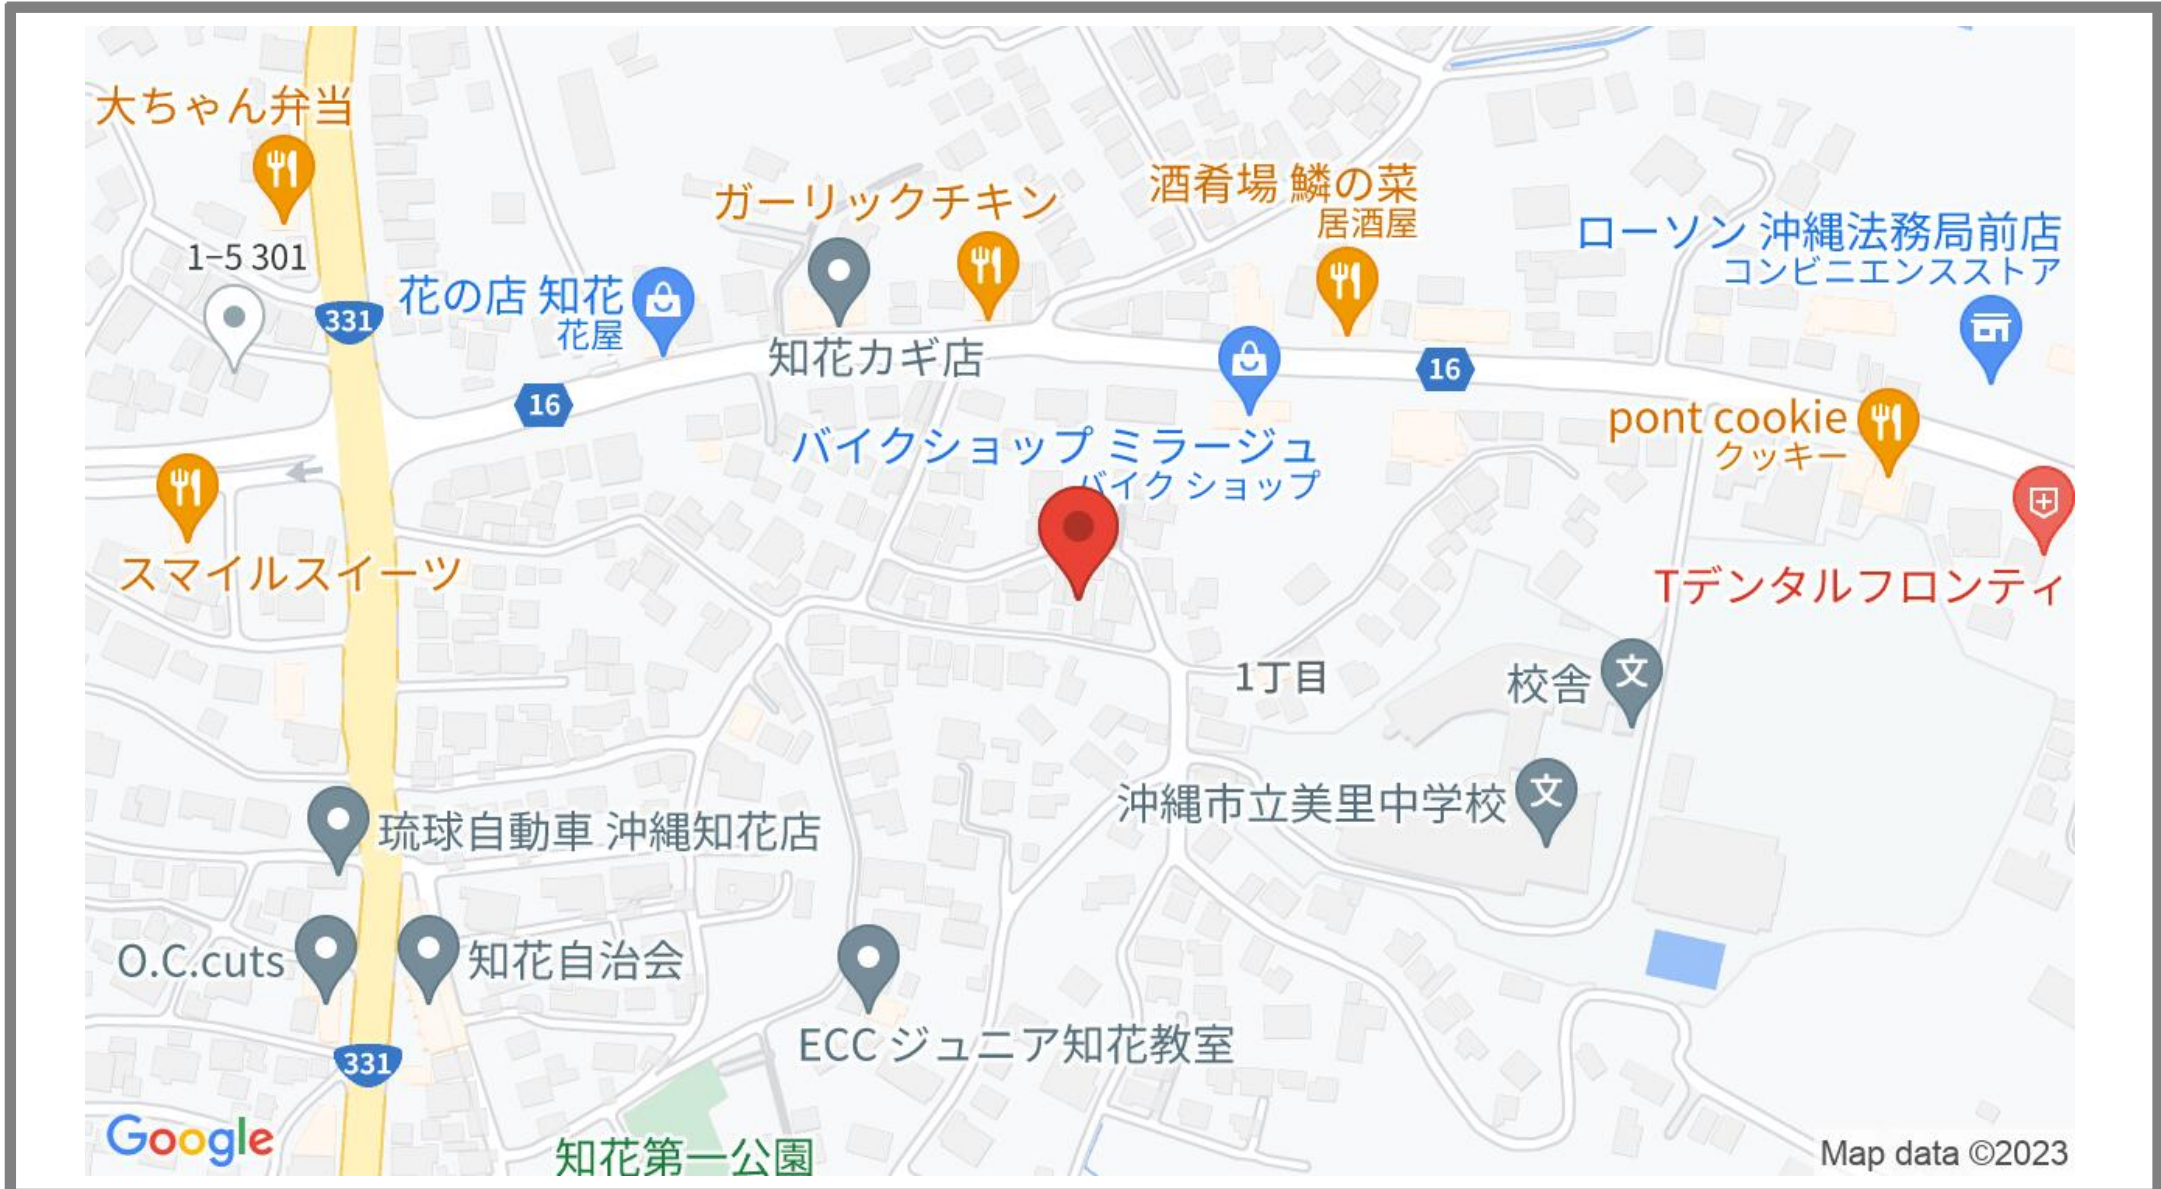 大ちゃん弁当
1-5 301
331
花の店 知花
花屋
ガーリックチキン
知花カギ店
酒肴場 鱗の菜
居酒屋
ローソン 沖縄法務局前店
コンビニエンスストア
16
16
バイクショップ ミラージュ
バイク ショップ
pont cookie
クッキー
スマイルスイーツ
Tデンタルフロンティ
1丁目
校舎
沖縄市立美里中学校
琉球自動車 沖縄知花店
O.C.cuts
知花自治会
ECC ジュニア知花教室
331
知花第一公園
Google
Map data ©2023